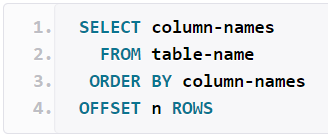 1. SELECT column-names
2. FROM table-name
3. ORDER BY column-names
4. OFFSET n ROWS